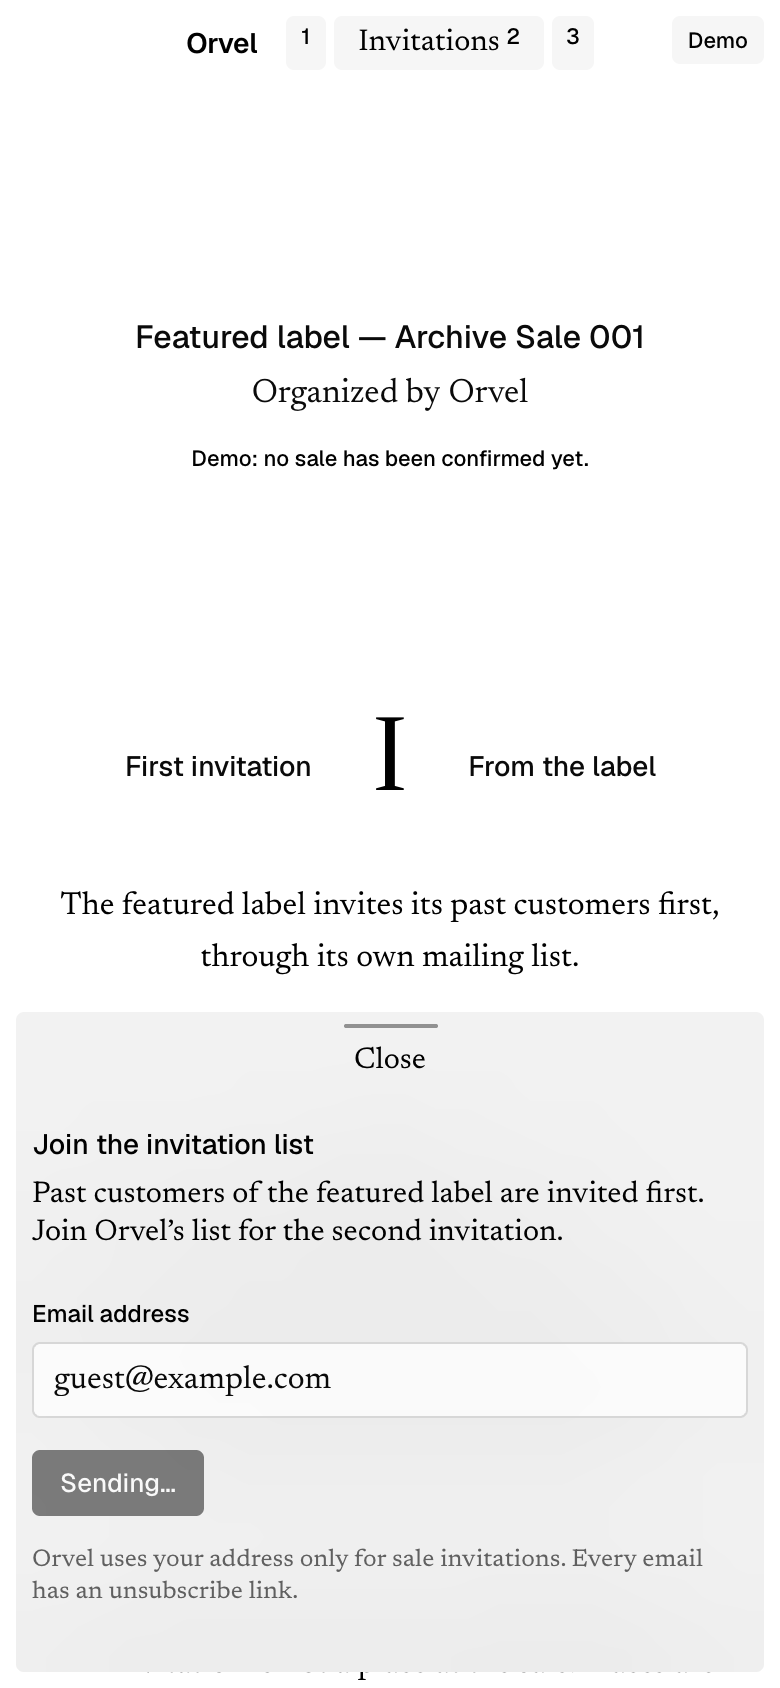 Orvel
1
Invitations 2
3
Demo
Featured label — Archive Sale 001
Organized by Orvel
Demo: no sale has been confirmed yet.
First invitation
I
From the label
The featured label invites its past customers first,
through its own mailing list.
Close
Join the invitation list
Past customers of the featured label are invited first.
Join Orvel’s list for the second invitation.
Email address
guest@example.com
Sending…
Orvel uses your address only for sale invitations. Every email
has an unsubscribe link.